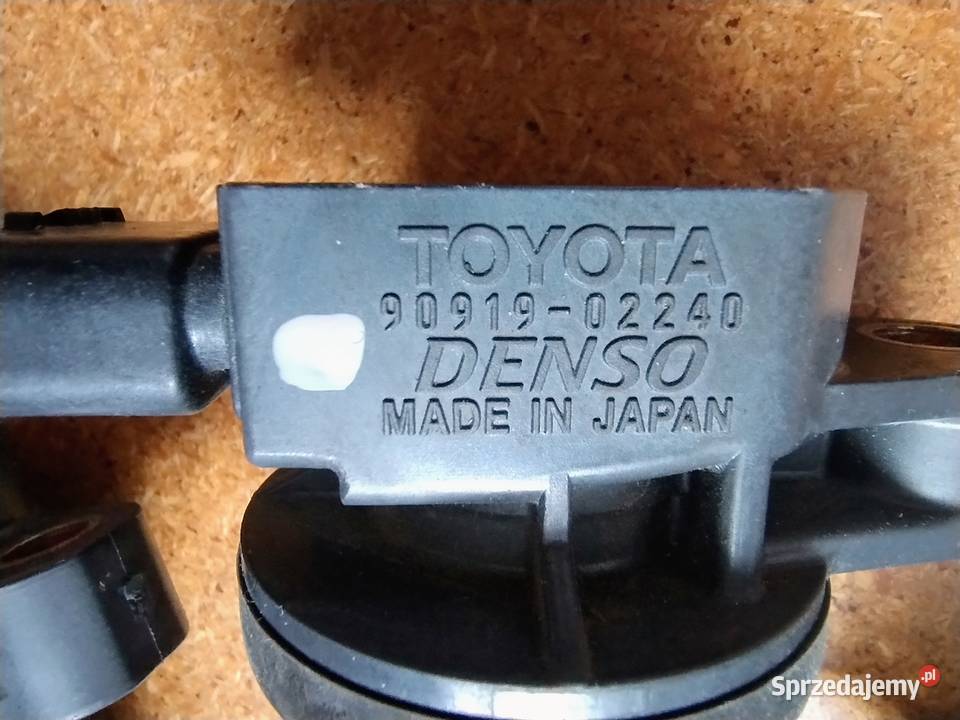 TOYOTA
90919-02240
DENSO
MADE IN JAPAN
Sprzedajemy.pl